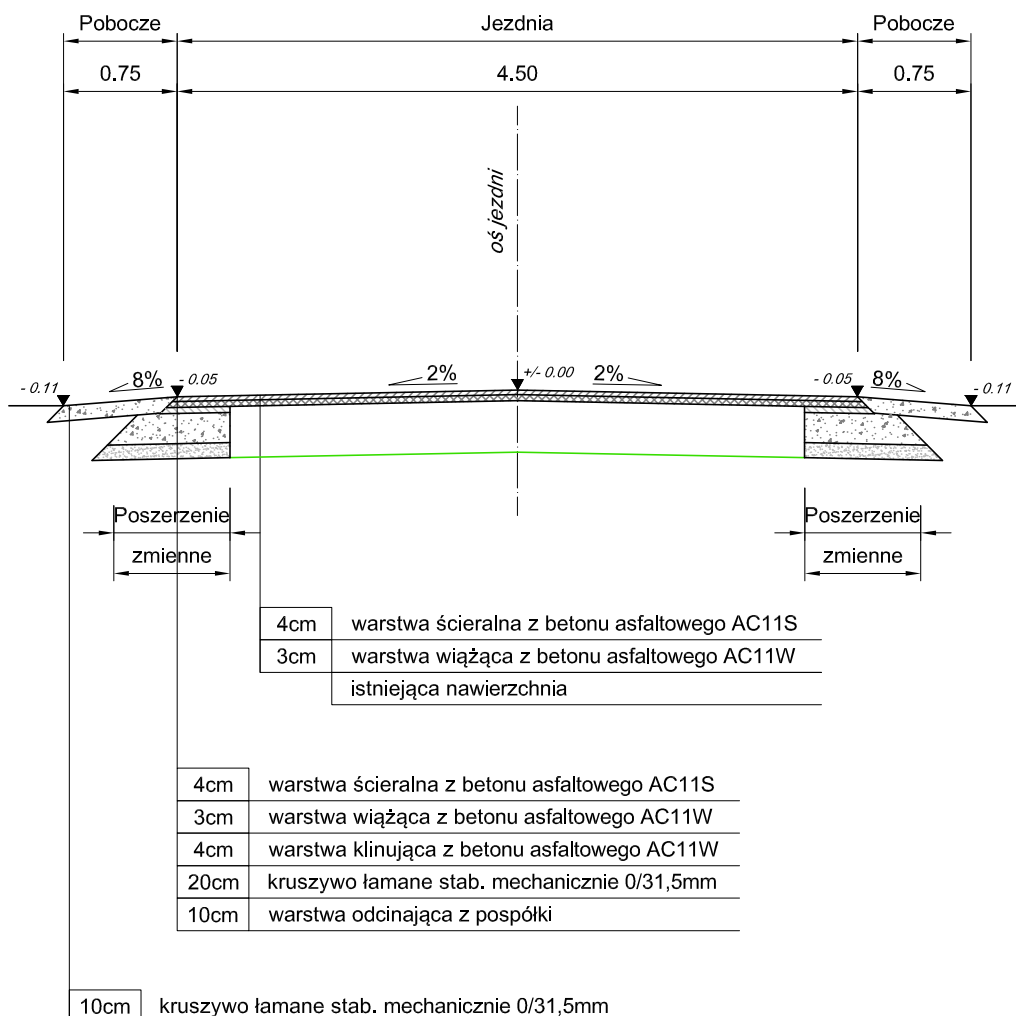 Pobocze Jezdnia Pobocze
0.75 4.50 0.75
oś jezdni
- 0.11 8% - 0.05 2% +/- 0.00 2% - 0.05 8% - 0.11
Poszerzenie Poszerzenie
zmienne zmienne
4cm warstwa ścieralna z betonu asfaltowego AC11S
3cm warstwa wiążąca z betonu asfaltowego AC11W
istniejąca nawierzchnia
4cm warstwa ścieralna z betonu asfaltowego AC11S
3cm warstwa wiążąca z betonu asfaltowego AC11W
4cm warstwa klinująca z betonu asfaltowego AC11W
20cm kruszywo łamane stab. mechanicznie 0/31,5mm
10cm warstwa odcinająca z pospółki
10cm kruszywo łamane stab. mechanicznie 0/31,5mm